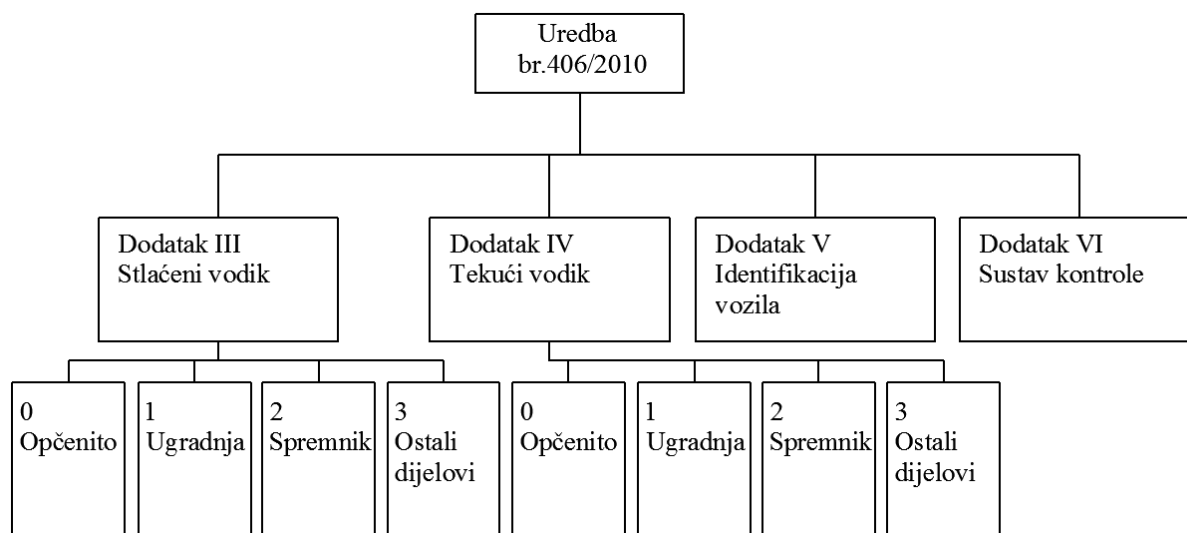 Uredba
br.406/2010
Dodatak III
Stlaćeni vodik
Dodatak IV
Tekući vodik
Dodatak V
Identifikacija
vozila
Dodatak VI
Sustav kontrole
0
Općenito
1
Ugradnja
2
Spremnik
3
Ostali
dijelovi
0
Općenito
1
Ugradnja
2
Spremnik
3
Ostali
dijelovi